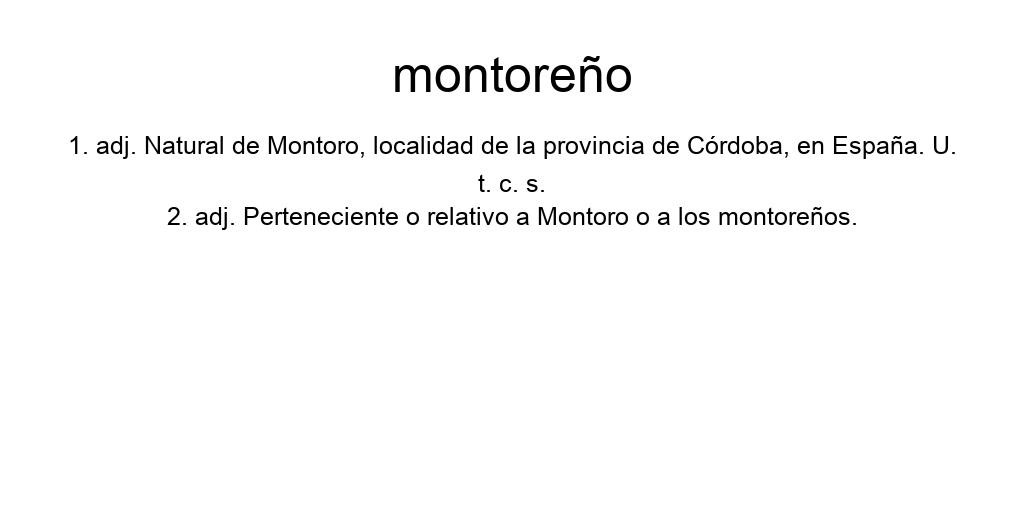 montoreño
1. adj. Natural de Montoro, localidad de la provincia de Córdoba, en España. U.
t. c. s.
2. adj. Perteneciente o relativo a Montoro o a los montoreños.